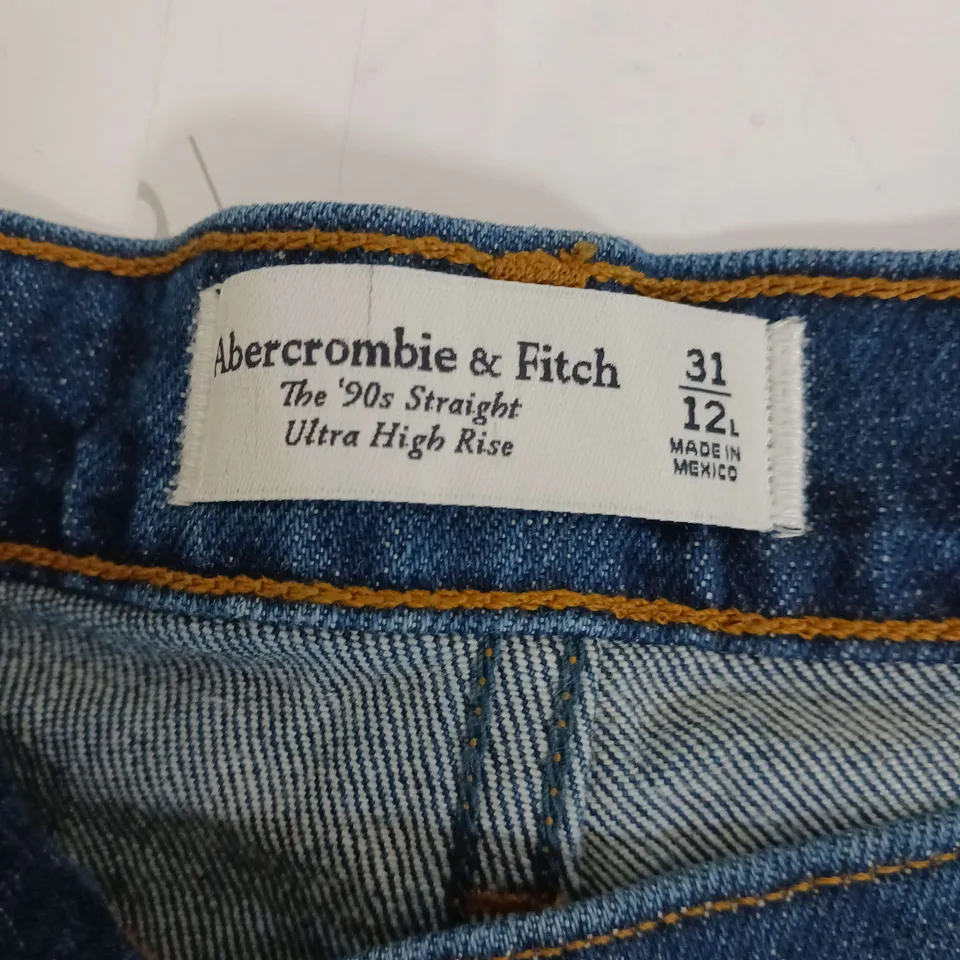 Abercrombie & Fitch
The '90s Straight
Ultra High Rise
31
12L
MADE IN
MEXICO